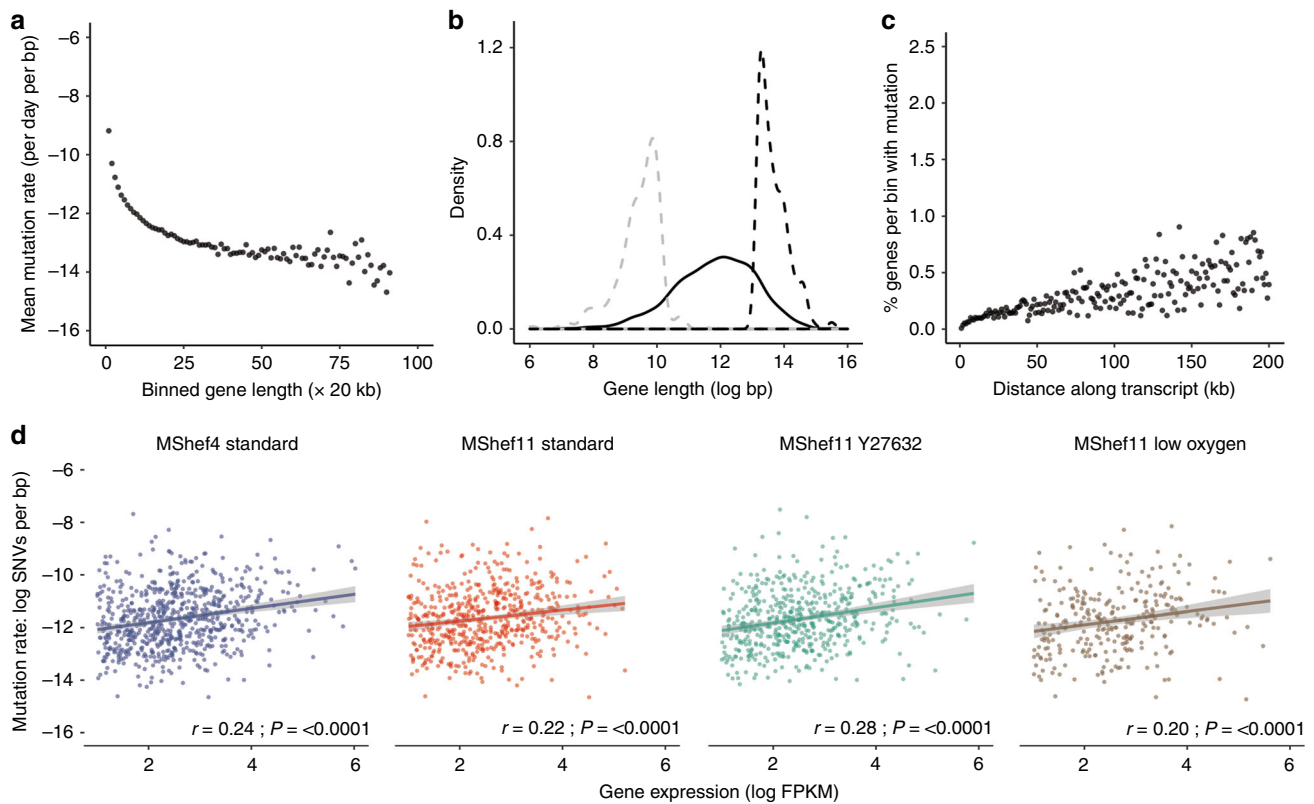 a
Mean mutation rate (per day per bp)
−6
−8
−10
−12
−14
−16
0
25
50
75
100
Binned gene length (× 20 kb)
b
Density
1.2
0.8
0.4
0.0
6
8
10
12
14
16
Gene length (log bp)
c
% genes per bin with mutation
2.5
2.0
1.5
1.0
0.5
0.0
0
50
100
150
200
Distance along transcript (kb)
d
MShef4 standard
MShef11 standard
MShef11 Y27632
MShef11 low oxygen
Mutation rate: log SNVs per bp)
−6
−8
−10
−12
−14
−16
r = 0.24 ; P = <0.0001
r = 0.22 ; P = <0.0001
r = 0.28 ; P = <0.0001
r = 0.20 ; P = <0.0001
2
4
6
2
4
6
2
4
6
2
4
6
Gene expression (log FPKM)